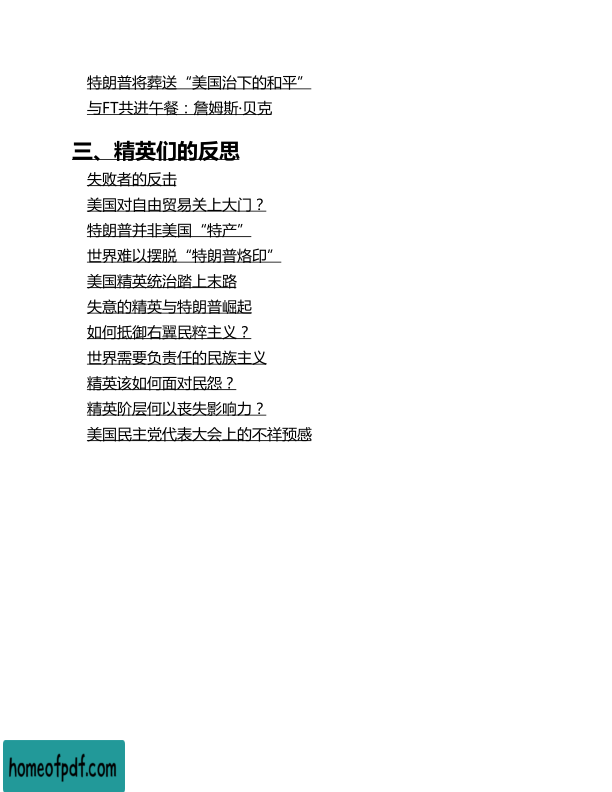 特朗普将葬送“美国治下的和平”
与FT共进午餐：詹姆斯·贝克
三、精英们的反思
失败者的反击
美国对自由贸易关上大门？
特朗普并非美国“特产”
世界难以摆脱“特朗普烙印”
美国精英统治踏上末路
失意的精英与特朗普崛起
如何抵御右翼民粹主义？
世界需要负责任的民族主义
精英该如何面对民怨？
精英阶层何以丧失影响力？
美国民主党代表大会上的不祥预感
homeofpdf.com